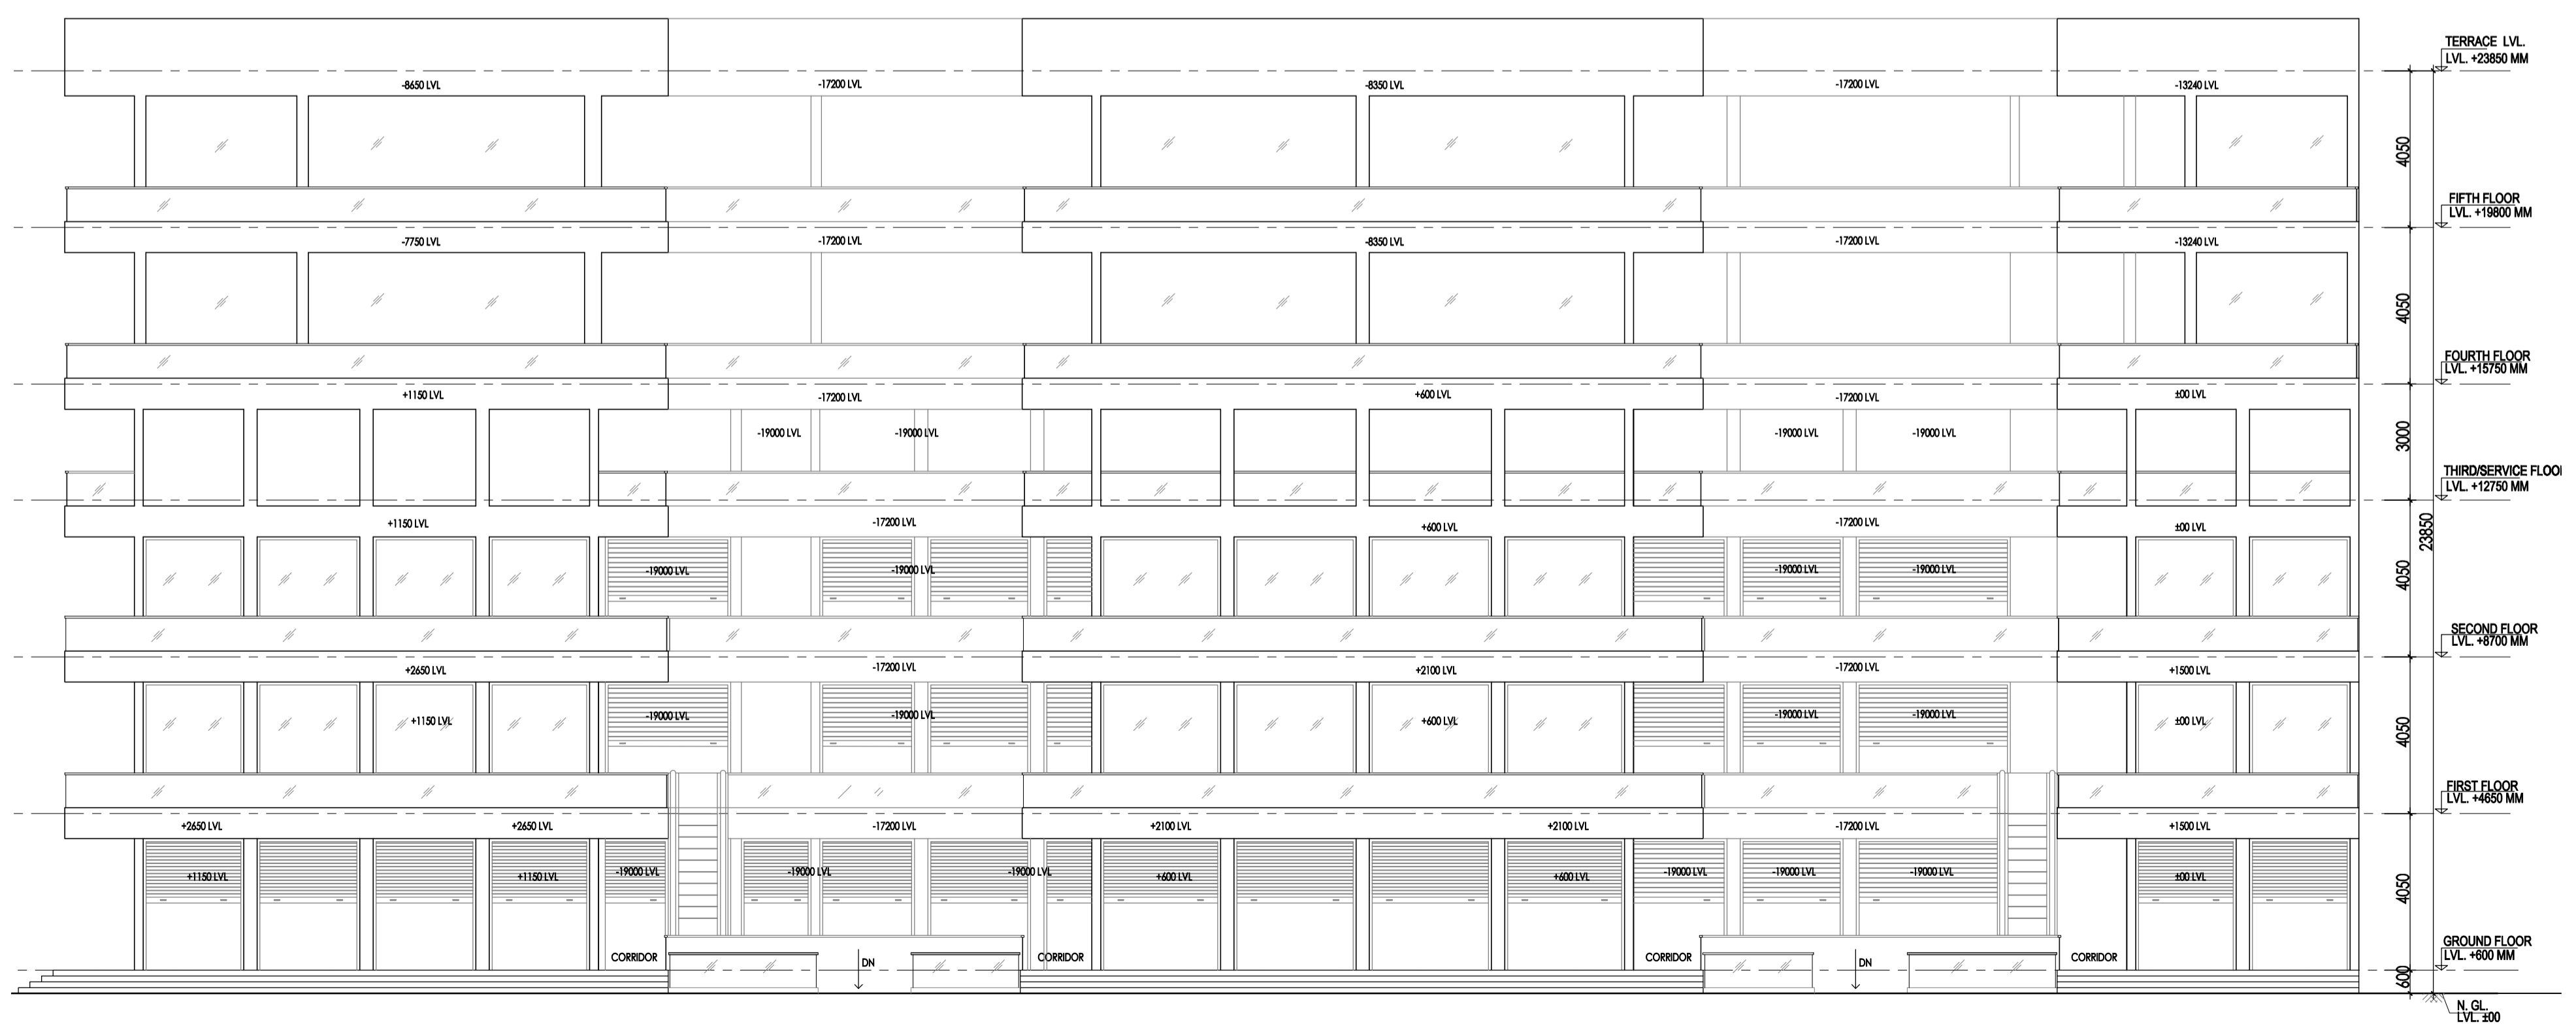 TERRACE LVL.
LVL. +23850 MM
-8650 LVL
-17200 LVL
-8350 LVL
-17200 LVL
-13240 LVL
4050
FIFTH FLOOR
LVL. +19800 MM
-7750 LVL
-17200 LVL
-8350 LVL
-17200 LVL
-13240 LVL
4050
FOURTH FLOOR
LVL. +15750 MM
+1150 LVL
-17200 LVL
+600 LVL
-17200 LVL
±00 LVL
-19000 LVL
-19000 LVL
-19000 LVL
-19000 LVL
3000
THIRD/SERVICE FLOO
LVL. +12750 MM
+1150 LVL
-17200 LVL
+600 LVL
-17200 LVL
±00 LVL
23850
-19000 LVL
-19000 LVL
-19000 LVL
-19000 LVL
4050
SECOND FLOOR
LVL. +8700 MM
+2650 LVL
-17200 LVL
+2100 LVL
-17200 LVL
+1500 LVL
+1150 LVL
-19000 LVL
-19000 LVL
+600 LVL
-19000 LVL
-19000 LVL
±00 LVL
4050
FIRST FLOOR
LVL. +4650 MM
+2650 LVL
+2650 LVL
-17200 LVL
+2100 LVL
+2100 LVL
-17200 LVL
+1500 LVL
+1150 LVL
+1150 LVL
-19000 LVL
-19000 LVL
-19000 LVL
+600 LVL
+600 LVL
-19000 LVL
-19000 LVL
-19000 LVL
±00 LVL
4050
GROUND FLOOR
LVL. +600 MM
CORRIDOR
DN
CORRIDOR
CORRIDOR
DN
CORRIDOR
600
N. GL.
LVL. ±00